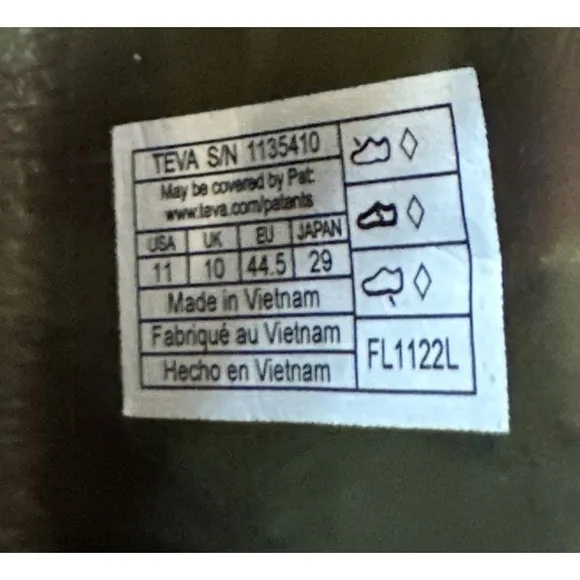 TEVA S/N 1135410
May be covered by Pat:
www.teva.com/patents
USA UK EU JAPAN
11 10 44.5 29
Made in Vietnam
Fabriqué au Vietnam
Hecho en Vietnam
FL1122L